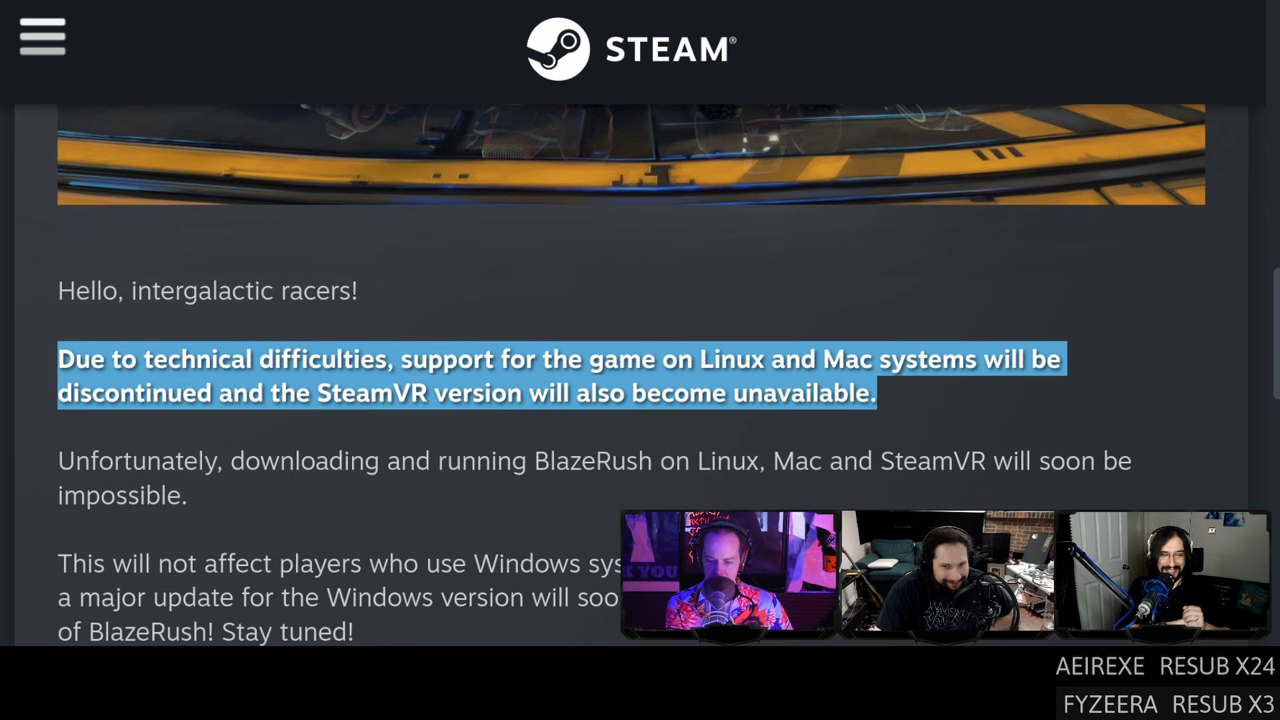 STEAM®
Hello, intergalactic racers!
Due to technical difficulties, support for the game on Linux and Mac systems will be
discontinued and the SteamVR version will also become unavailable.
Unfortunately, downloading and running BlazeRush on Linux, Mac and SteamVR will soon be
impossible.
This will not affect players who use Windows sys
a major update for the Windows version will soo
of BlazeRush! Stay tuned!
K YOU
AEIREXE RESUB X24
FYZEERA RESUB X3